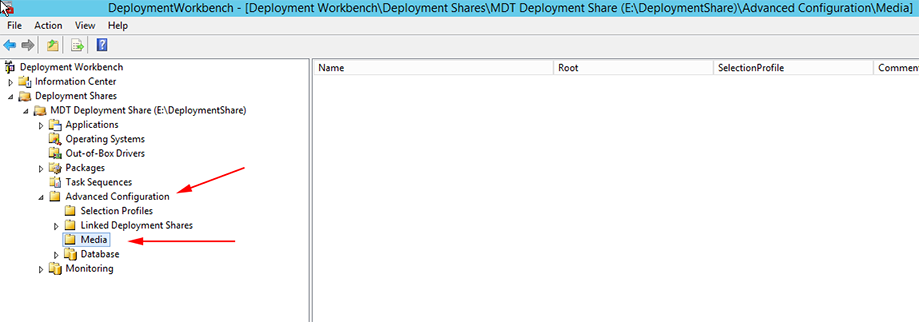 DeploymentWorkbench - [Deployment Workbench\Deployment Shares\MDT Deployment Share (E:\DeploymentShare)\Advanced Configuration\Media]
File Action View Help
Deployment Workbench
Information Center
Deployment Shares
MDT Deployment Share (E:\DeploymentShare)
Applications
Operating Systems
Out-of-Box Drivers
Packages
Task Sequences
Advanced Configuration
Selection Profiles
Linked Deployment Shares
Media
Database
Monitoring
Name Root SelectionProfile Comment